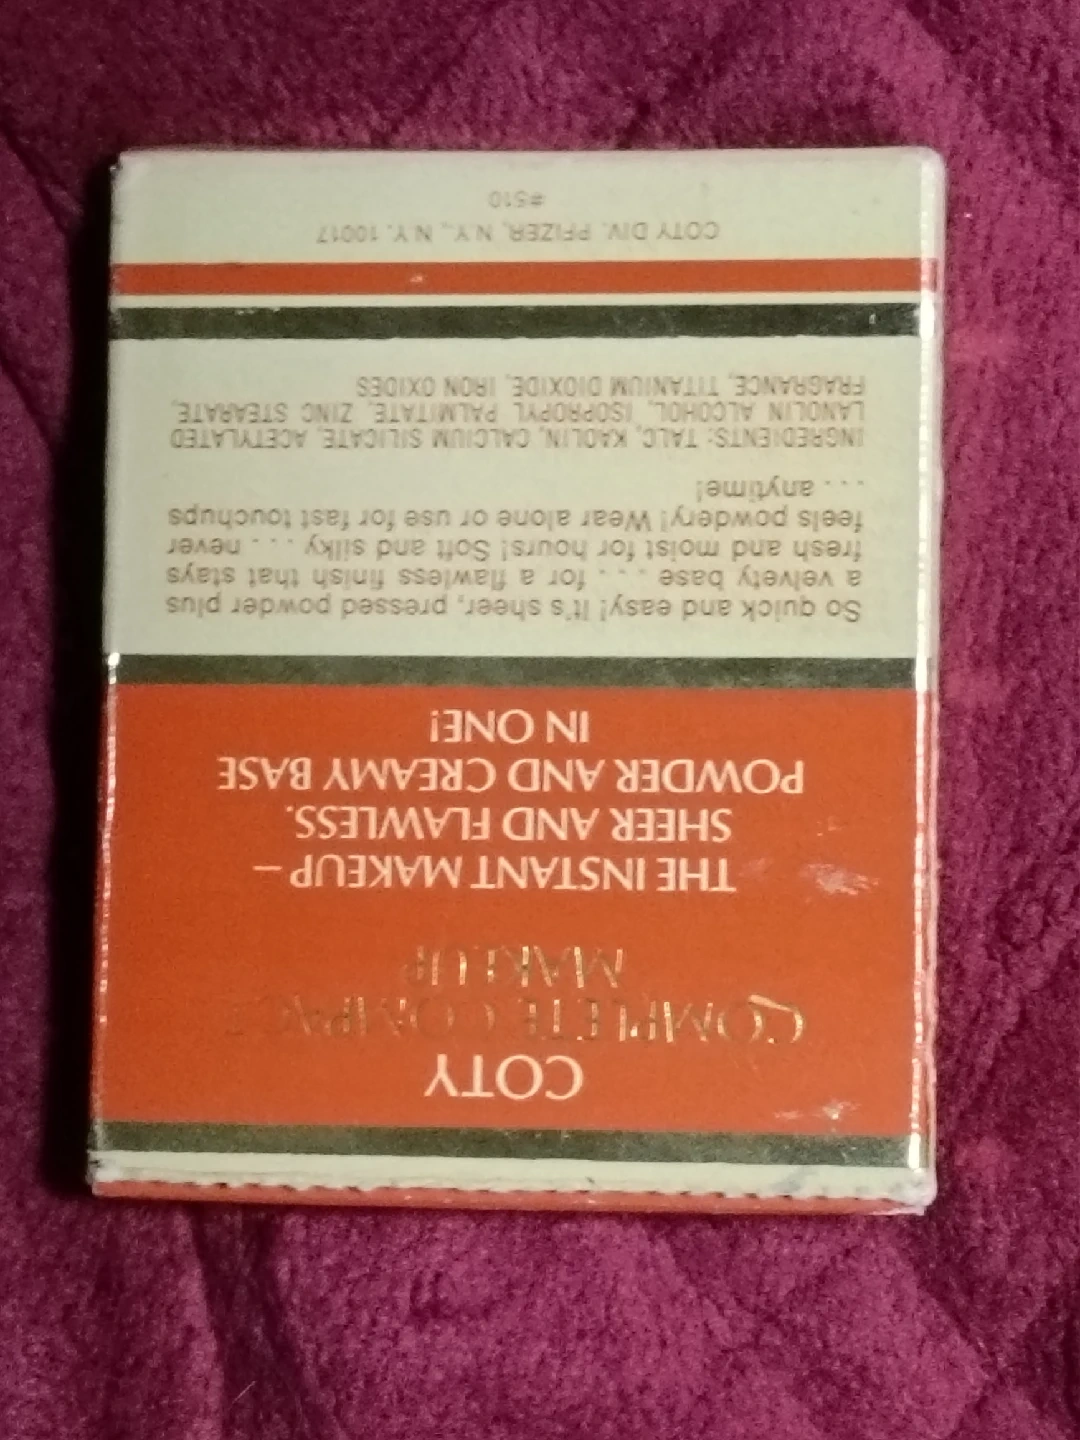 COTY
COMPLETE COMPACT
MAKEUP
THE INSTANT MAKEUP –
SHEER AND FLAWLESS.
POWDER AND CREAMY BASE
IN ONE!
So quick and easy! It's sheer, pressed powder plus
a velvety base . . . for a flawless finish that stays
fresh and moist for hours! Soft and silky . . . never
feels powdery! Wear alone or use for fast touchups
. . . anytime!
INGREDIENTS: TALC, KAOLIN, CALCIUM SILICATE, ACETYLATED
LANOLIN ALCOHOL, ISOPROPYL PALMITATE, ZINC STEARATE,
FRAGRANCE, TITANIUM DIOXIDE, IRON OXIDES
COTY DIV. PFIZER, N.Y., N.Y. 10017
#510